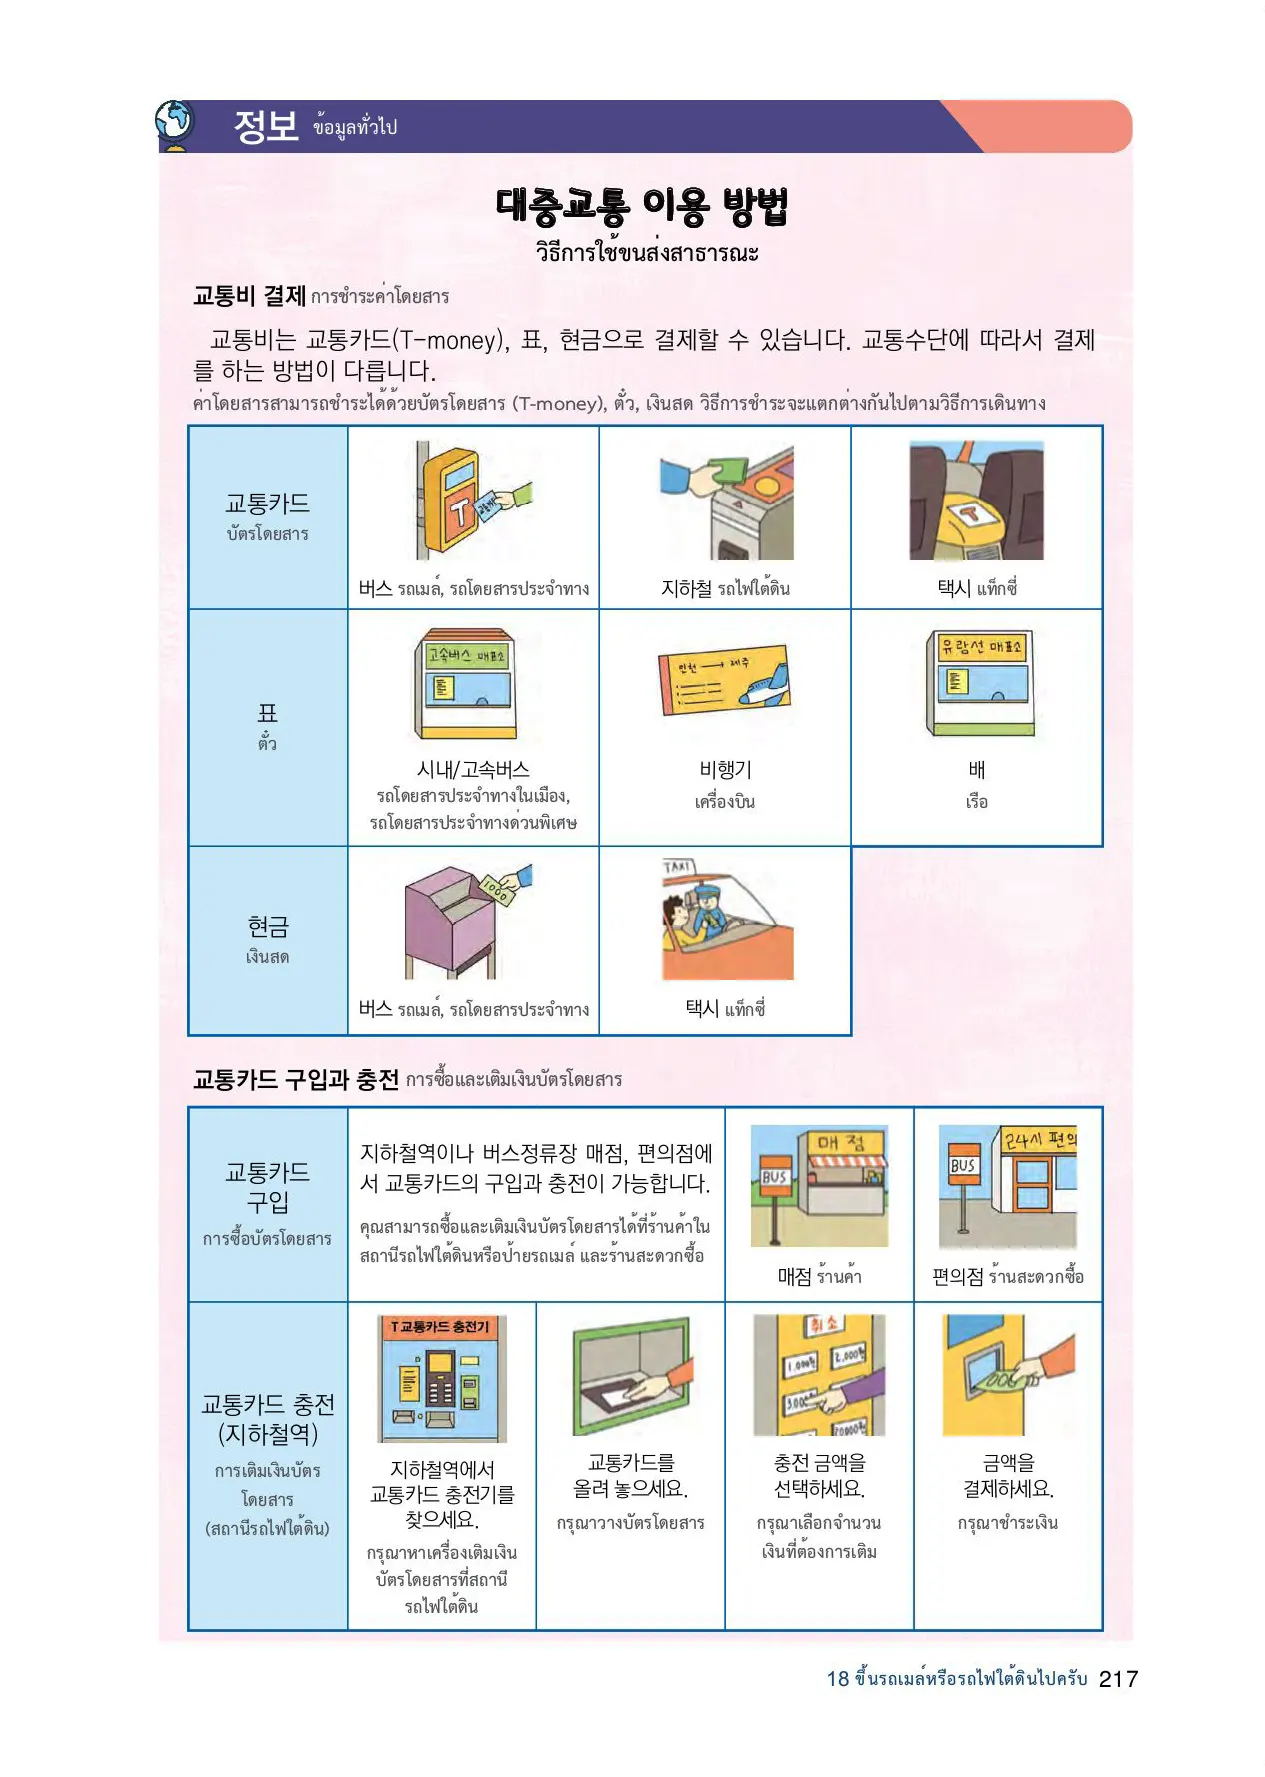 정보 ข้อมูลทั่วไป
대중교통 이용 방법
วิธีการใช้ขนส่งสาธารณะ
교통비 결제 การชำระค่าโดยสาร
교통비는 교통카드(T-money), 표, 현금으로 결제할 수 있습니다. 교통수단에 따라서 결제
를 하는 방법이 다릅니다.
ค่าโดยสารสามารถชำระได้ด้วยบัตรโดยสาร (T-money), ตั๋ว, เงินสด วิธีการชำระจะแตกต่างกันไปตามวิธีการเดินทาง
교통카드
บัตรโดยสาร
T
교통카드
버스 รถเมล์, รถโดยสารประจำทาง
지하철 รถไฟใต้ดิน
T
택시 แท็กซี่
표
ตั๋ว
고속버스 매표소
시내/고속버스
รถโดยสารประจำทางในเมือง,
รถโดยสารประจำทางด่วนพิเศษ
인천 → 제주
비행기
เครื่องบิน
유람선 매표소
배
เรือ
현금
เงินสด
1000
버스 รถเมล์, รถโดยสารประจำทาง
TAXI
택시 แท็กซี่
교통카드 구입과 충전 การซื้อและเติมเงินบัตรโดยสาร
교통카드
구입
การซื้อบัตรโดยสาร
지하철역이나 버스정류장 매점, 편의점에
서 교통카드의 구입과 충전이 가능합니다.
คุณสามารถซื้อและเติมเงินบัตรโดยสารได้ที่ร้านค้าใน
สถานีรถไฟใต้ดินหรือป้ายรถเมล์ และร้านสะดวกซื้อ
매점
BUS
매점 ร้านค้า
24시 편의
BUS
편의점 ร้านสะดวกซื้อ
교통카드 충전
(지하철역)
การเติมเงินบัตร
โดยสาร
(สถานีรถไฟใต้ดิน)
T 교통카드 충전기
지하철역에서
교통카드 충전기를
찾으세요.
กรุณาหาเครื่องเติมเงิน
บัตรโดยสารที่สถานี
รถไฟใต้ดิน
교통카드를
올려 놓으세요.
กรุณาวางบัตรโดยสาร
취소
1,000원
2,000원
충전 금액을
선택하세요.
กรุณาเลือกจำนวน
เงินที่ต้องการเติม
금액을
결제하세요.
กรุณาชำระเงิน
18 ขึ้นรถเมล์หรือรถไฟใต้ดินไปครับ 217